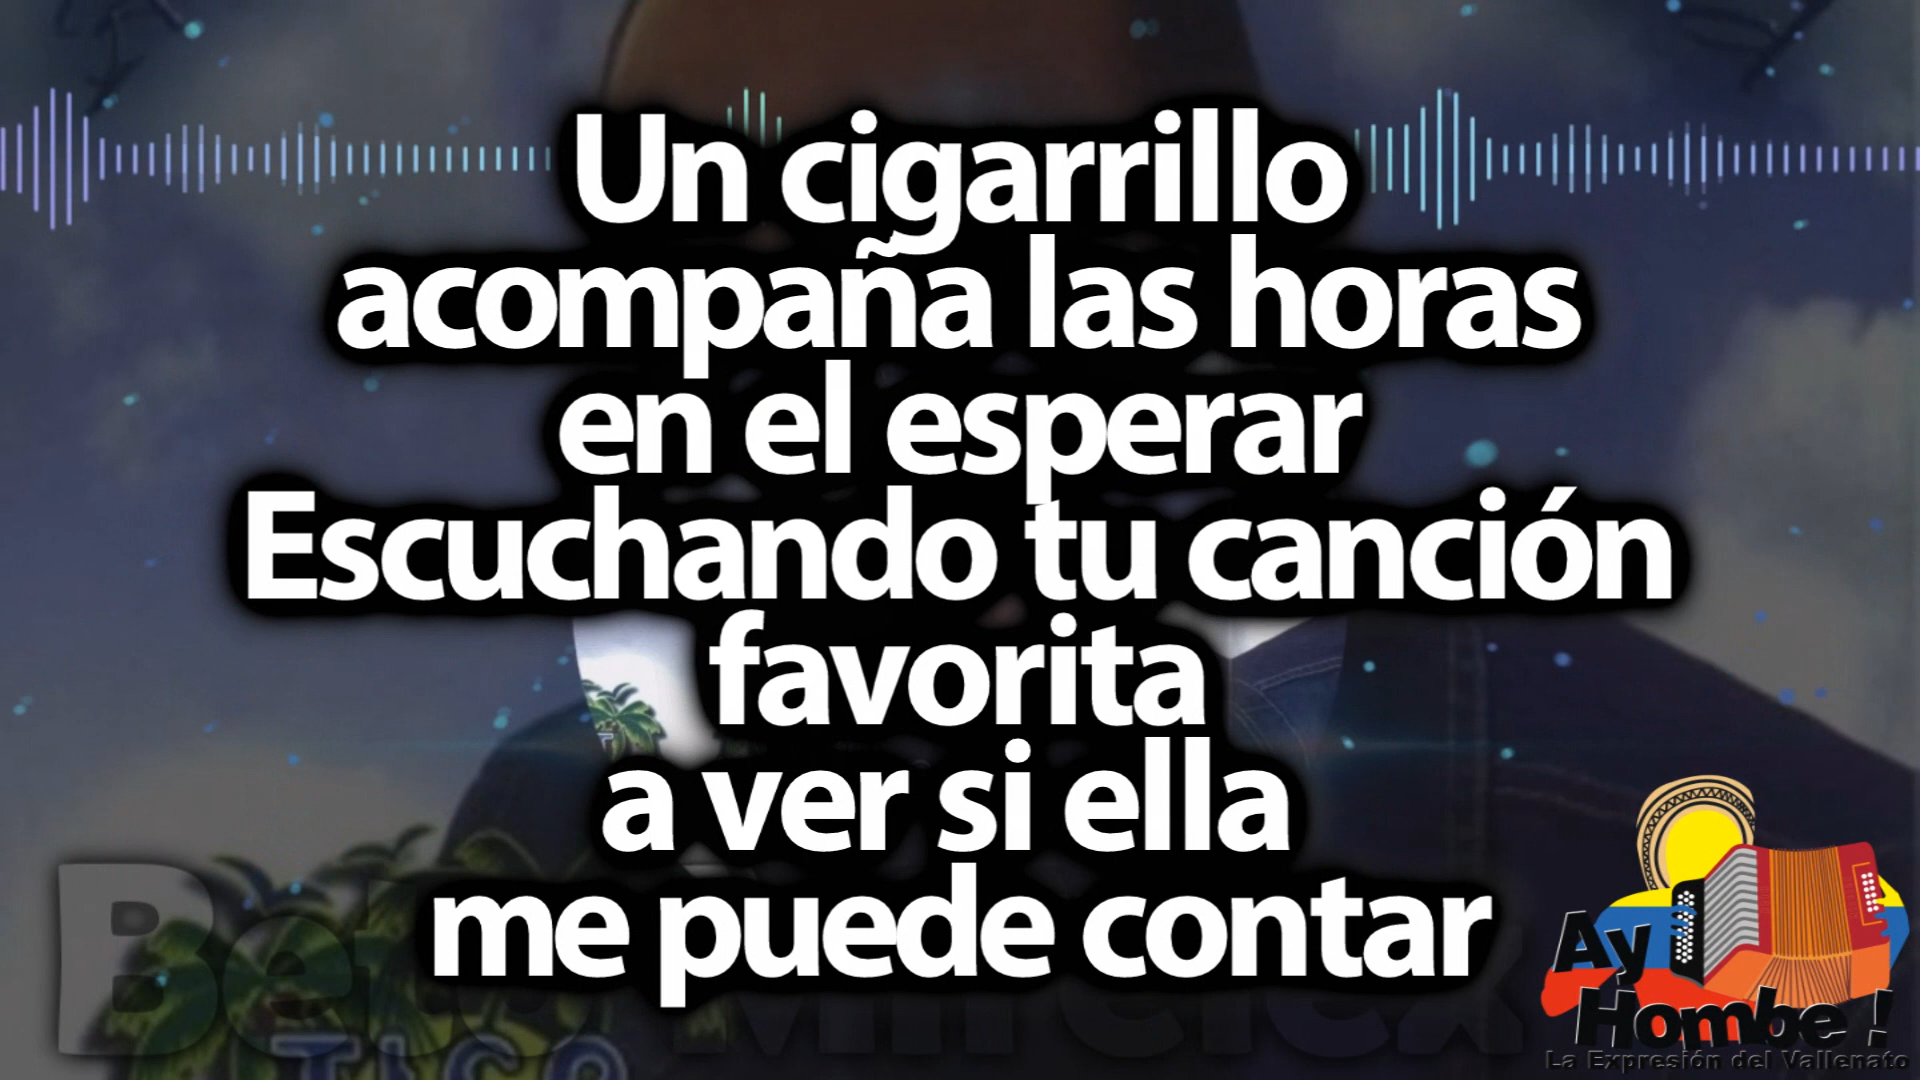 Un cigarrillo
acompaña las horas
en el esperar
Escuchando tu canción
favorita
a ver si ella
me puede contar
Ay
Hombe !
La Expresión del Vallenato